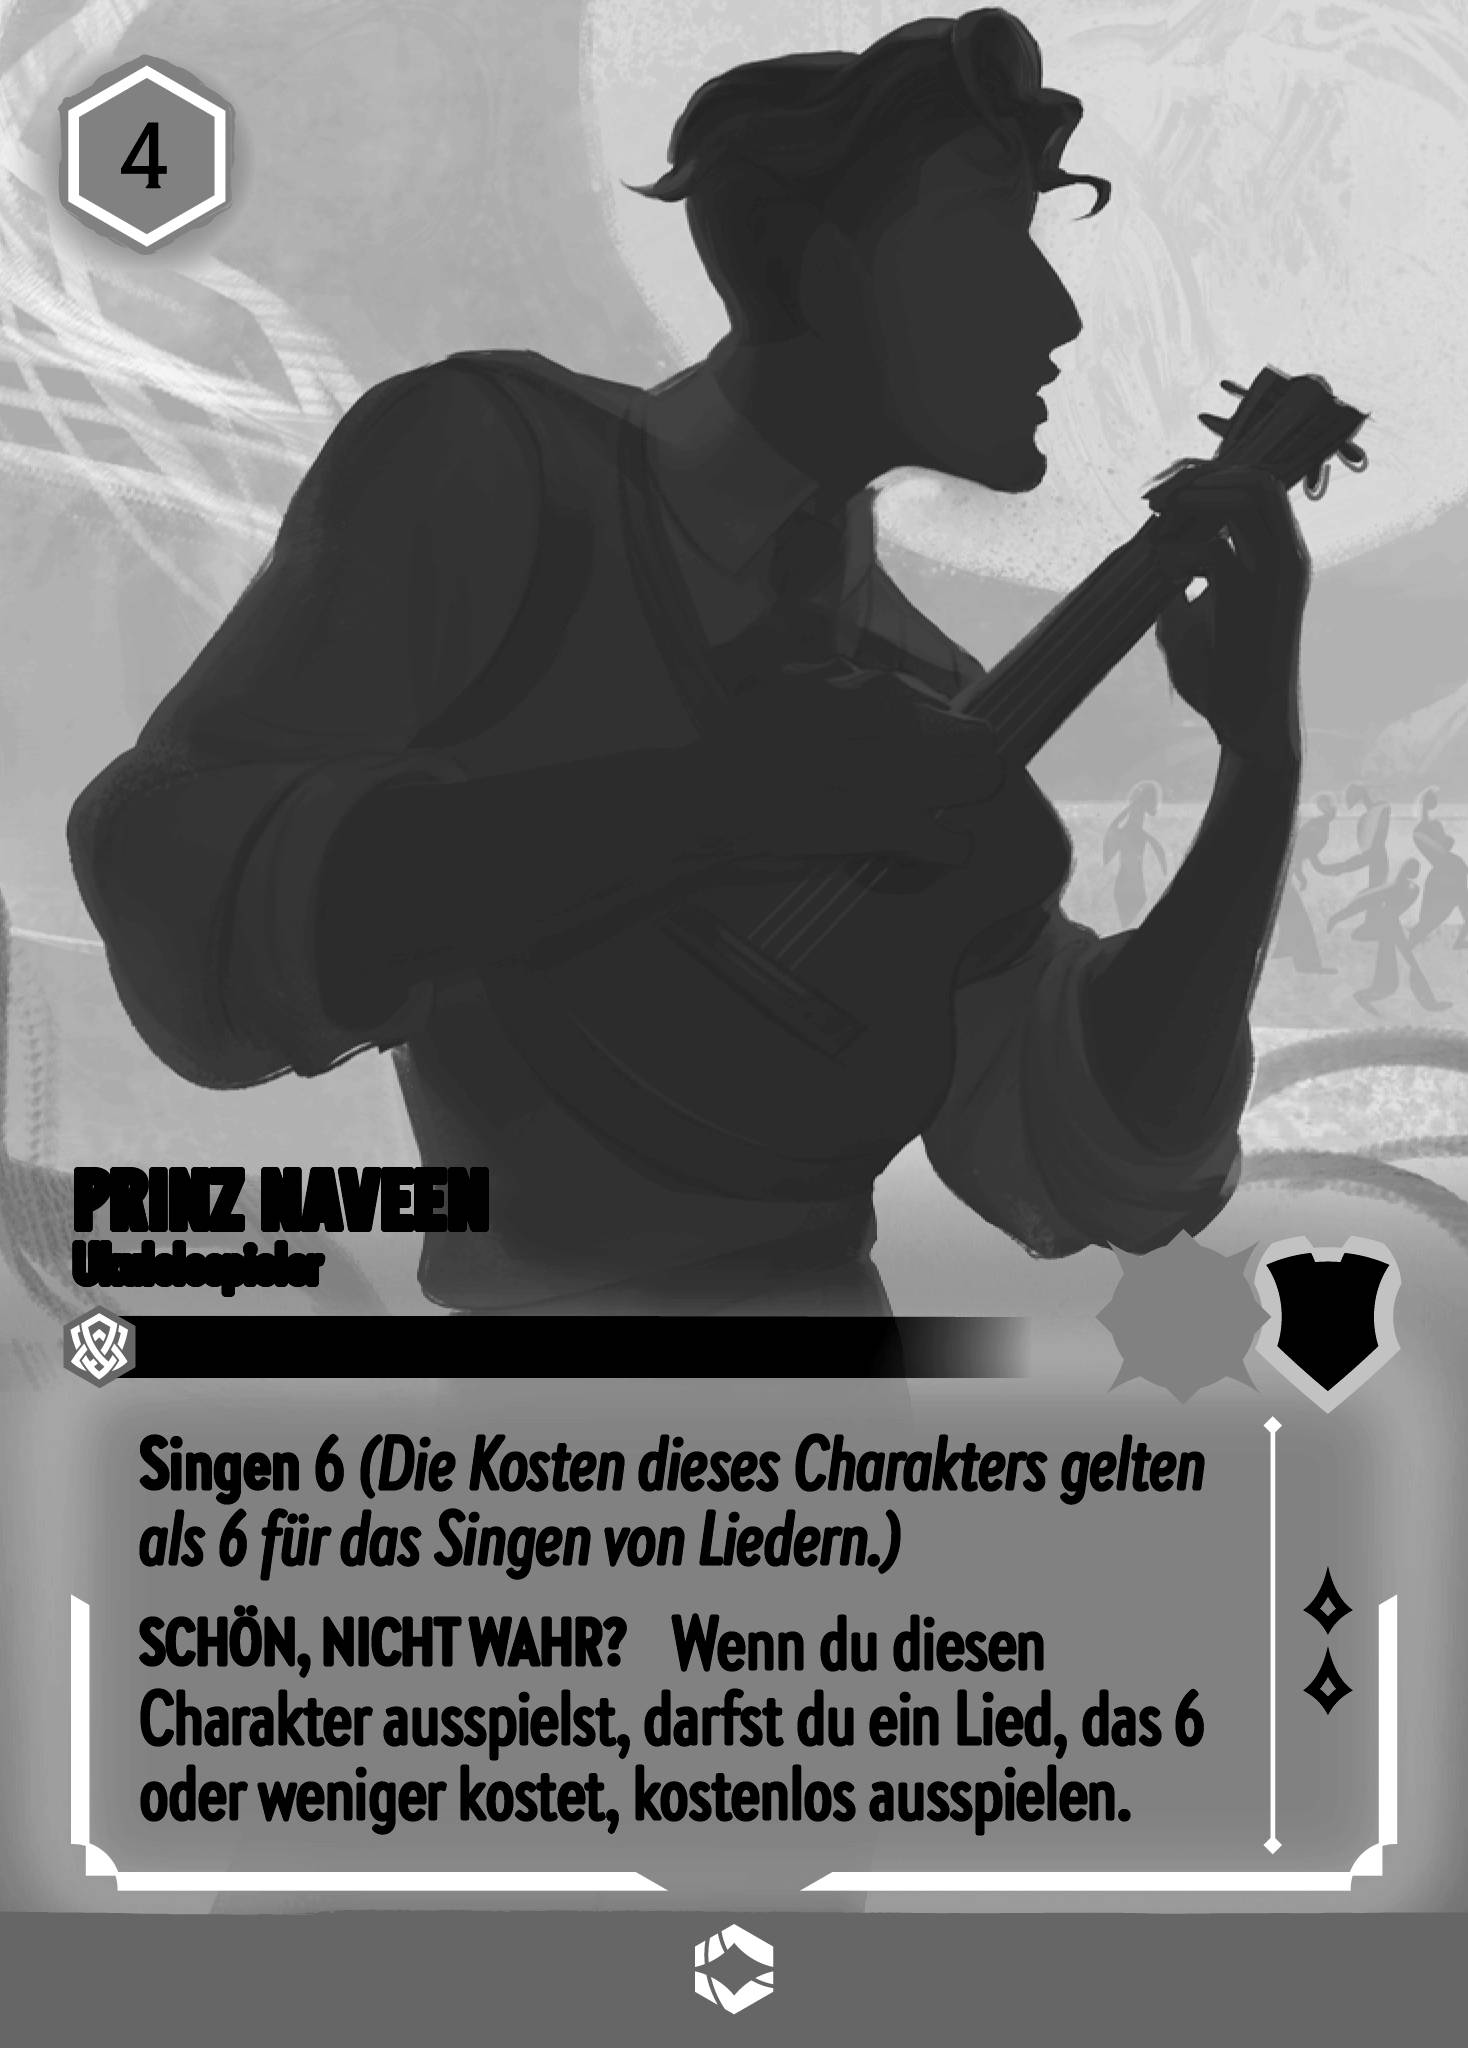 4
PRINZ NAVEEN
Ukulelespieler
Singen 6 (Die Kosten dieses Charakters gelten
als 6 für das Singen von Liedern.)
SCHÖN, NICHT WAHR? Wenn du diesen
Charakter ausspielst, darfst du ein Lied, das 6
oder weniger kostet, kostenlos ausspielen.